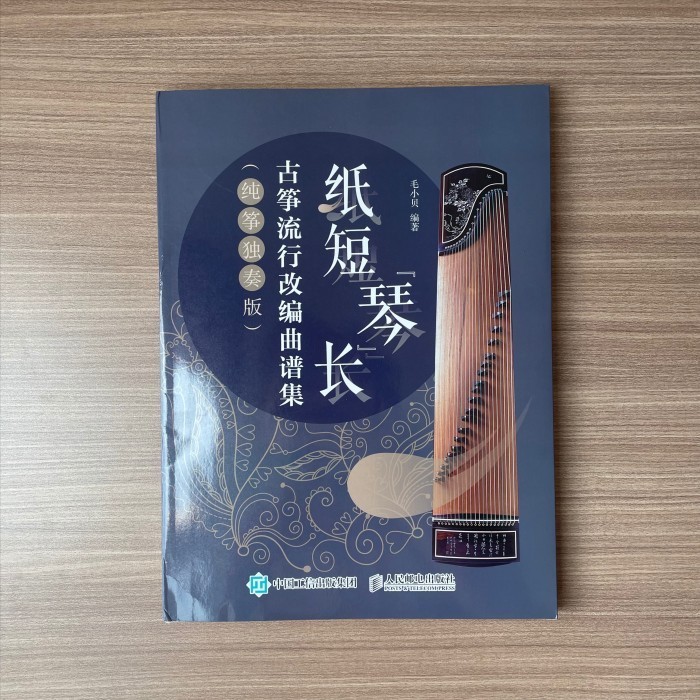 毛小贝 编著
纸短『琴』长
古筝流行改编曲谱集
（纯筝独奏版）
中国工信出版集团
人民邮电出版社
POSTS & TELECOM PRESS